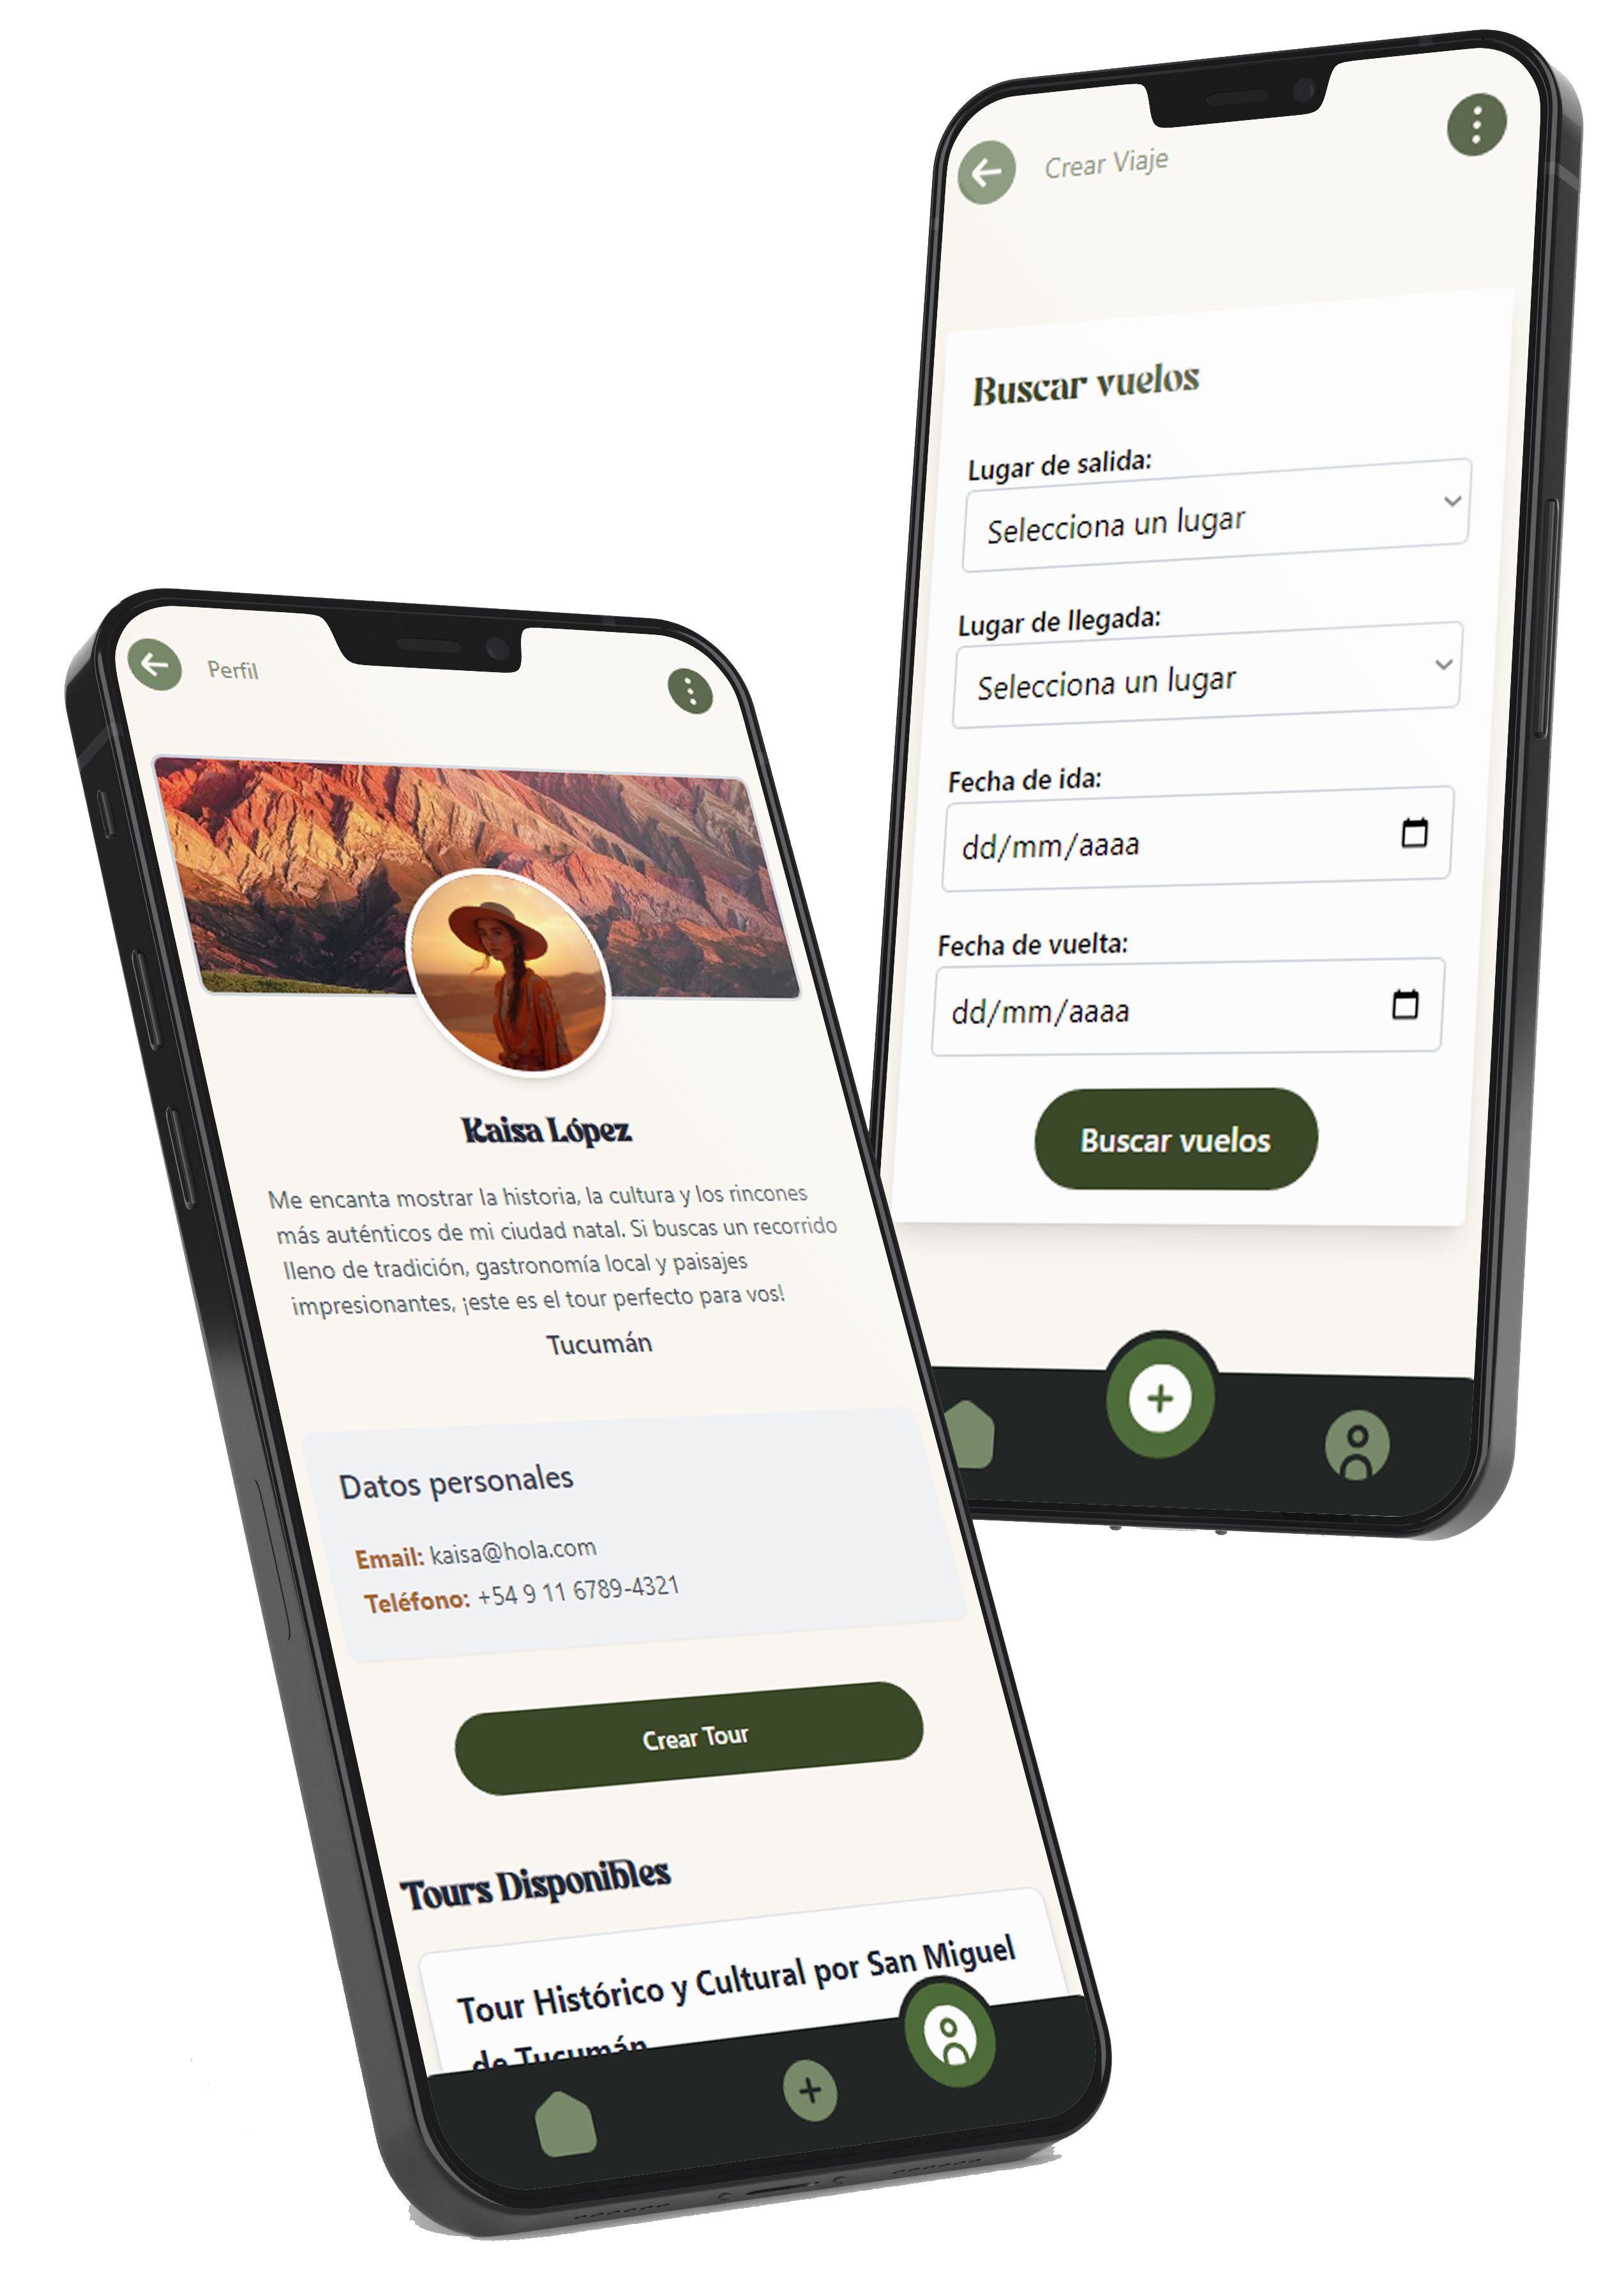 Perfil
Kaisa López
Me encanta mostrar la historia, la cultura y los rincones
más auténticos de mi ciudad natal. Si buscas un recorrido
lleno de tradición, gastronomía local y paisajes
impresionantes, ¡este es el tour perfecto para vos!
Tucumán
Datos personales
Email: kaisa@hola.com
Teléfono: +54 9 11 6789-4321
Crear Tour
Tours Disponibles
Tour Histórico y Cultural por San Miguel
de Tucumán
Crear Viaje
Buscar vuelos
Lugar de salida:
Selecciona un lugar
Lugar de llegada:
Selecciona un lugar
Fecha de ida:
dd/mm/aaaa
Fecha de vuelta:
dd/mm/aaaa
Buscar vuelos